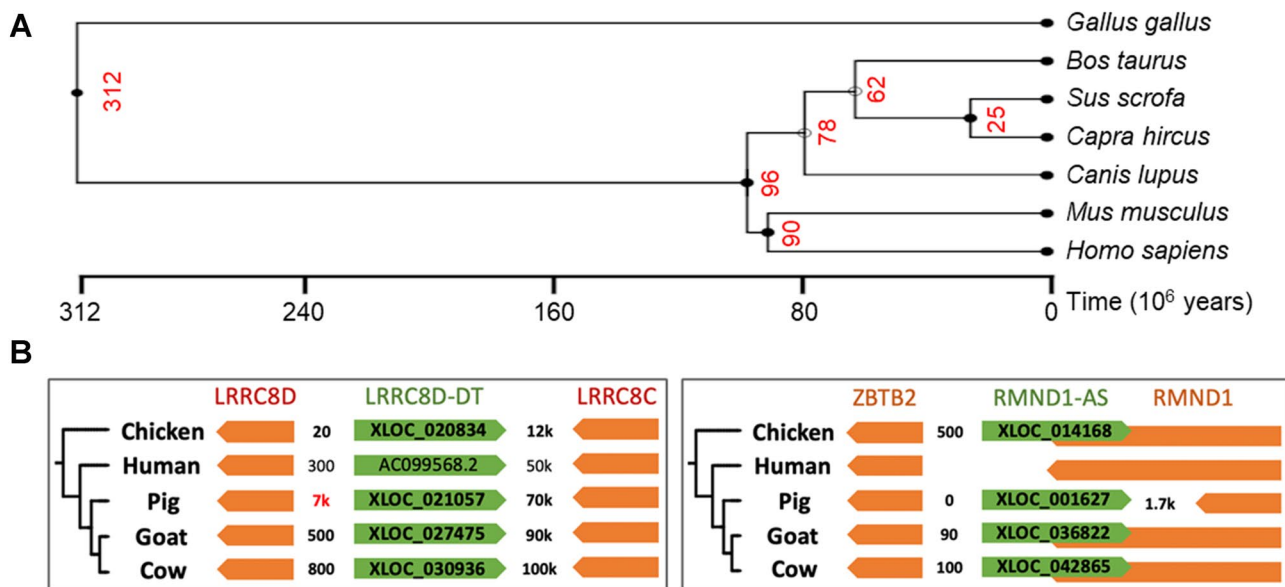 A
Gallus gallus
Bos taurus
Sus scrofa
Capra hircus
Canis lupus
Mus musculus
Homo sapiens
312
96
90
78
62
25
312 240 160 80 0 Time (10⁶ years)
B
LRRC8D LRRC8D-DT LRRC8C
Chicken 20 XLOC_020834 12k
Human 300 AC099568.2 50k
Pig 7k XLOC_021057 70k
Goat 500 XLOC_027475 90k
Cow 800 XLOC_030936 100k
ZBTB2 RMND1-AS RMND1
Chicken 500 XLOC_014168
Human
Pig 0 XLOC_001627 1.7k
Goat 90 XLOC_036822
Cow 100 XLOC_042865